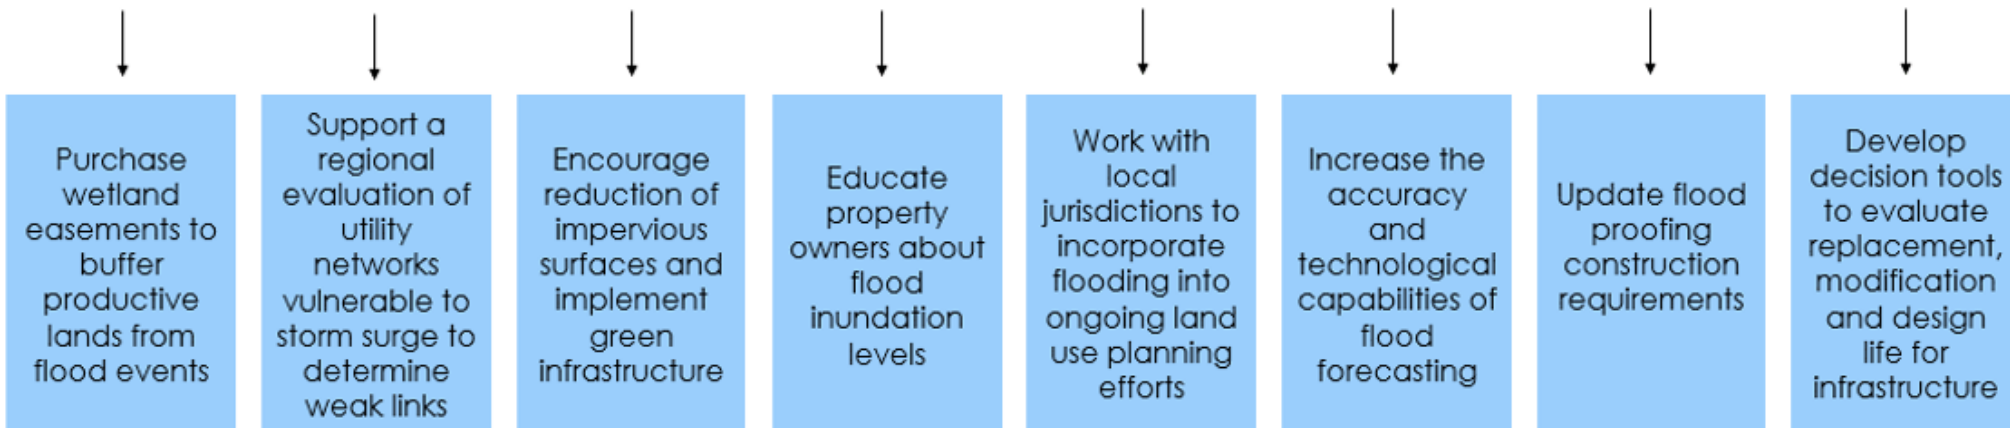 Purchase
wetland
easements to
buffer
productive
lands from
flood events
Support a
regional
evaluation of
utility
networks
vulnerable to
storm surge to
determine
weak links
Encourage
reduction of
impervious
surfaces and
implement
green
infrastructure
Educate
property
owners about
flood
inundation
levels
Work with
local
jurisdictions to
incorporate
flooding into
ongoing land
use planning
efforts
Increase the
accuracy
and
technological
capabilities of
flood
forecasting
Update flood
proofing
construction
requirements
Develop
decision tools
to evaluate
replacement,
modification
and design
life for
infrastructure